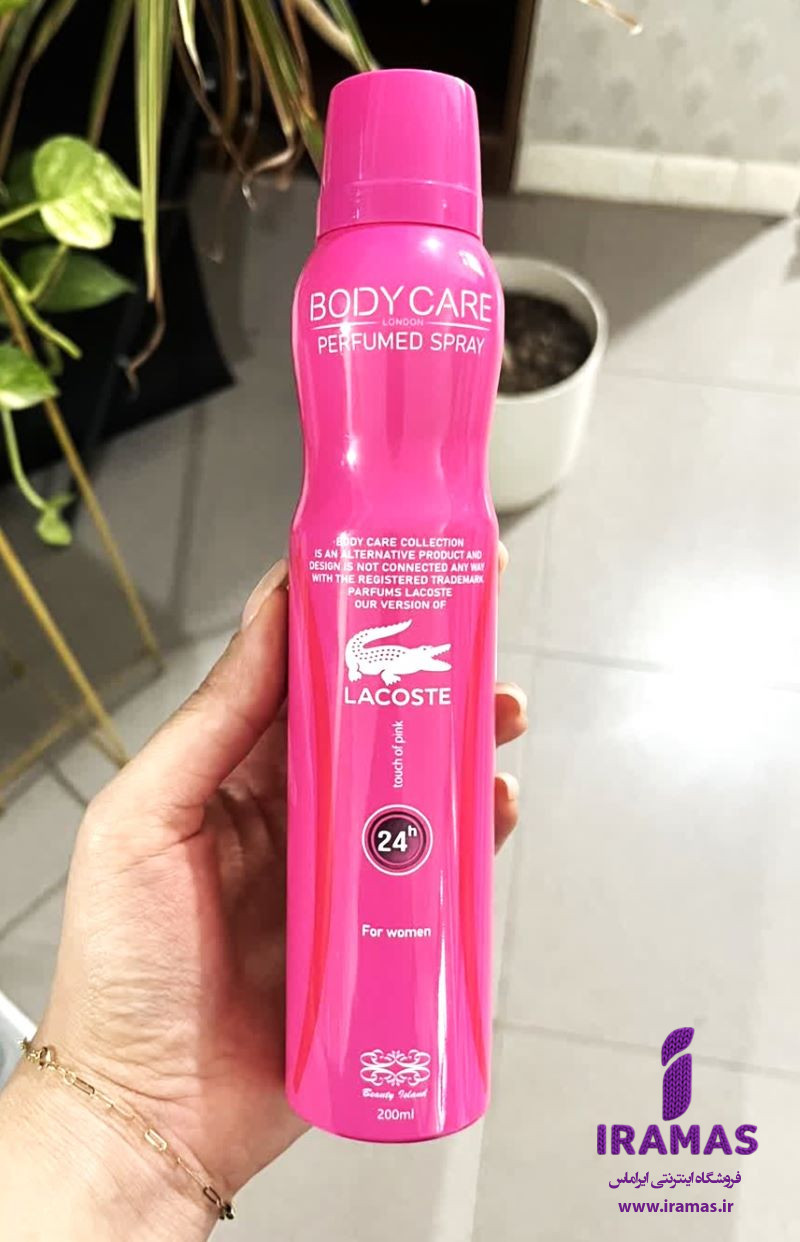 BODY CARE
LONDON
PERFUMED SPRAY
BODY CARE COLLECTION
IS AN ALTERNATIVE PRODUCT AND
DESIGN IS NOT CONNECTED ANY WAY
WITH THE REGISTERED TRADEMARK
PARFUMS LACOSTE
OUR VERSION OF
LACOSTE
touch of pink
24h
For women
Beauty Island
200ml
IRAMAS
فروشگاه اینترنتی ایراماس
www.iramas.ir